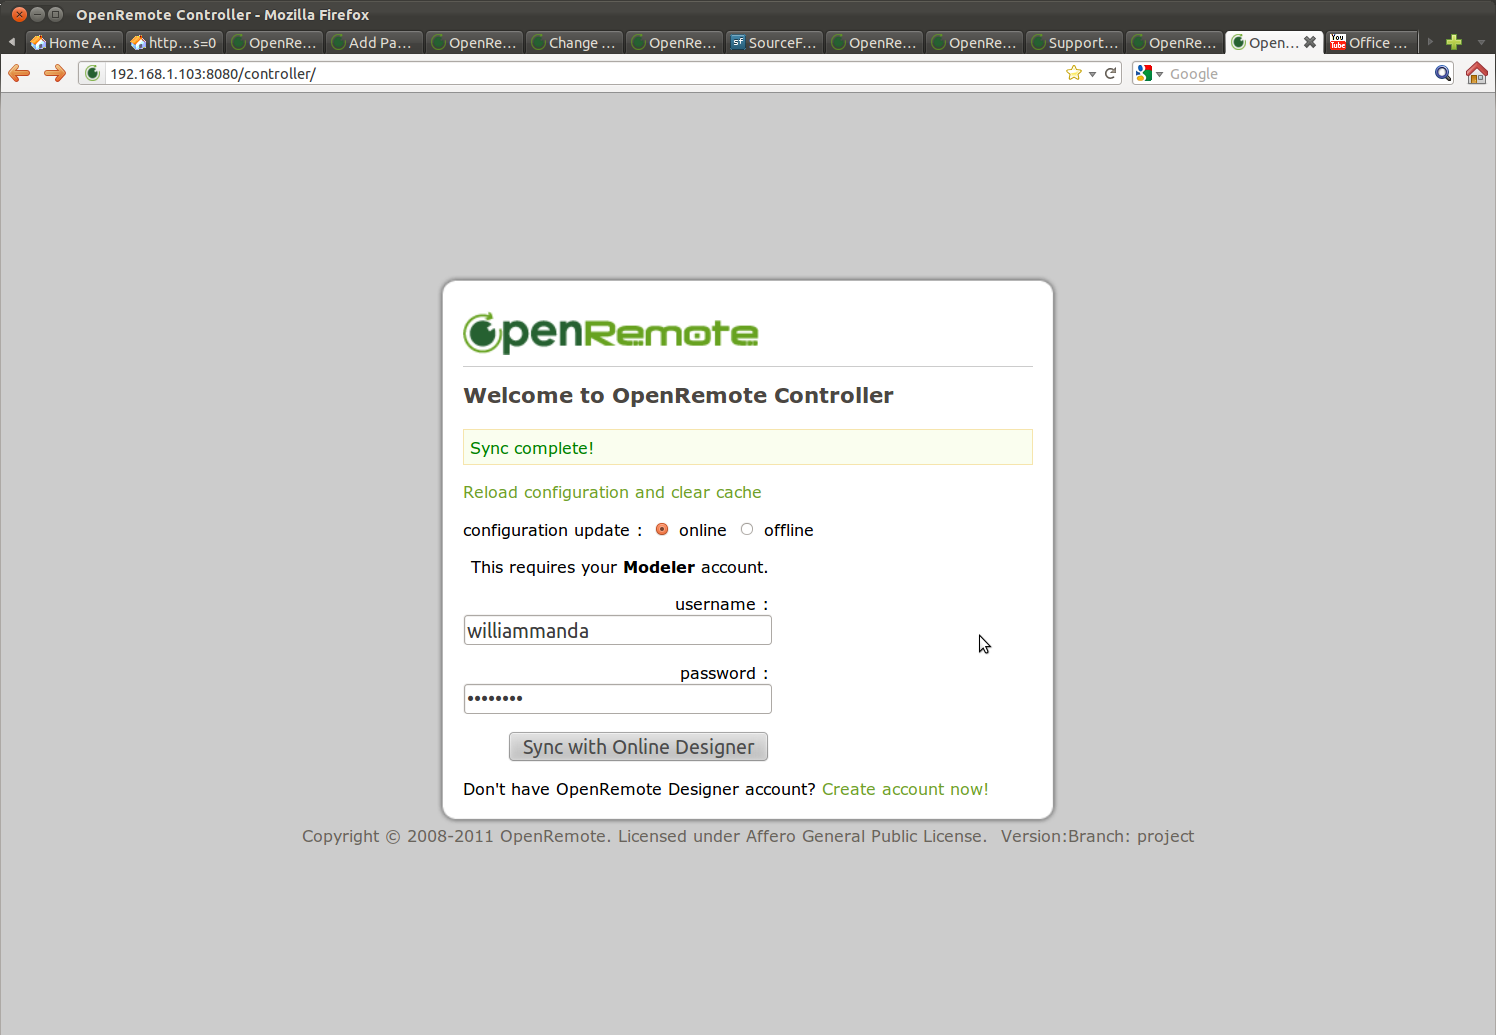 OpenRemote Controller - Mozilla Firefox
Home A... http...s=0 OpenRe... Add Pa... OpenRe... Change ... OpenRe... sf SourceF... OpenRe... OpenRe... Support... OpenRe... Open... You Tube Office ...
192.168.1.103:8080/controller/ Google
OpenRemote
Welcome to OpenRemote Controller
Sync complete!
Reload configuration and clear cache
configuration update : online offline
This requires your Modeler account.
username :
williammanda
password :
••••••••
Sync with Online Designer
Don't have OpenRemote Designer account? Create account now!
Copyright © 2008-2011 OpenRemote. Licensed under Affero General Public License. Version:Branch: project